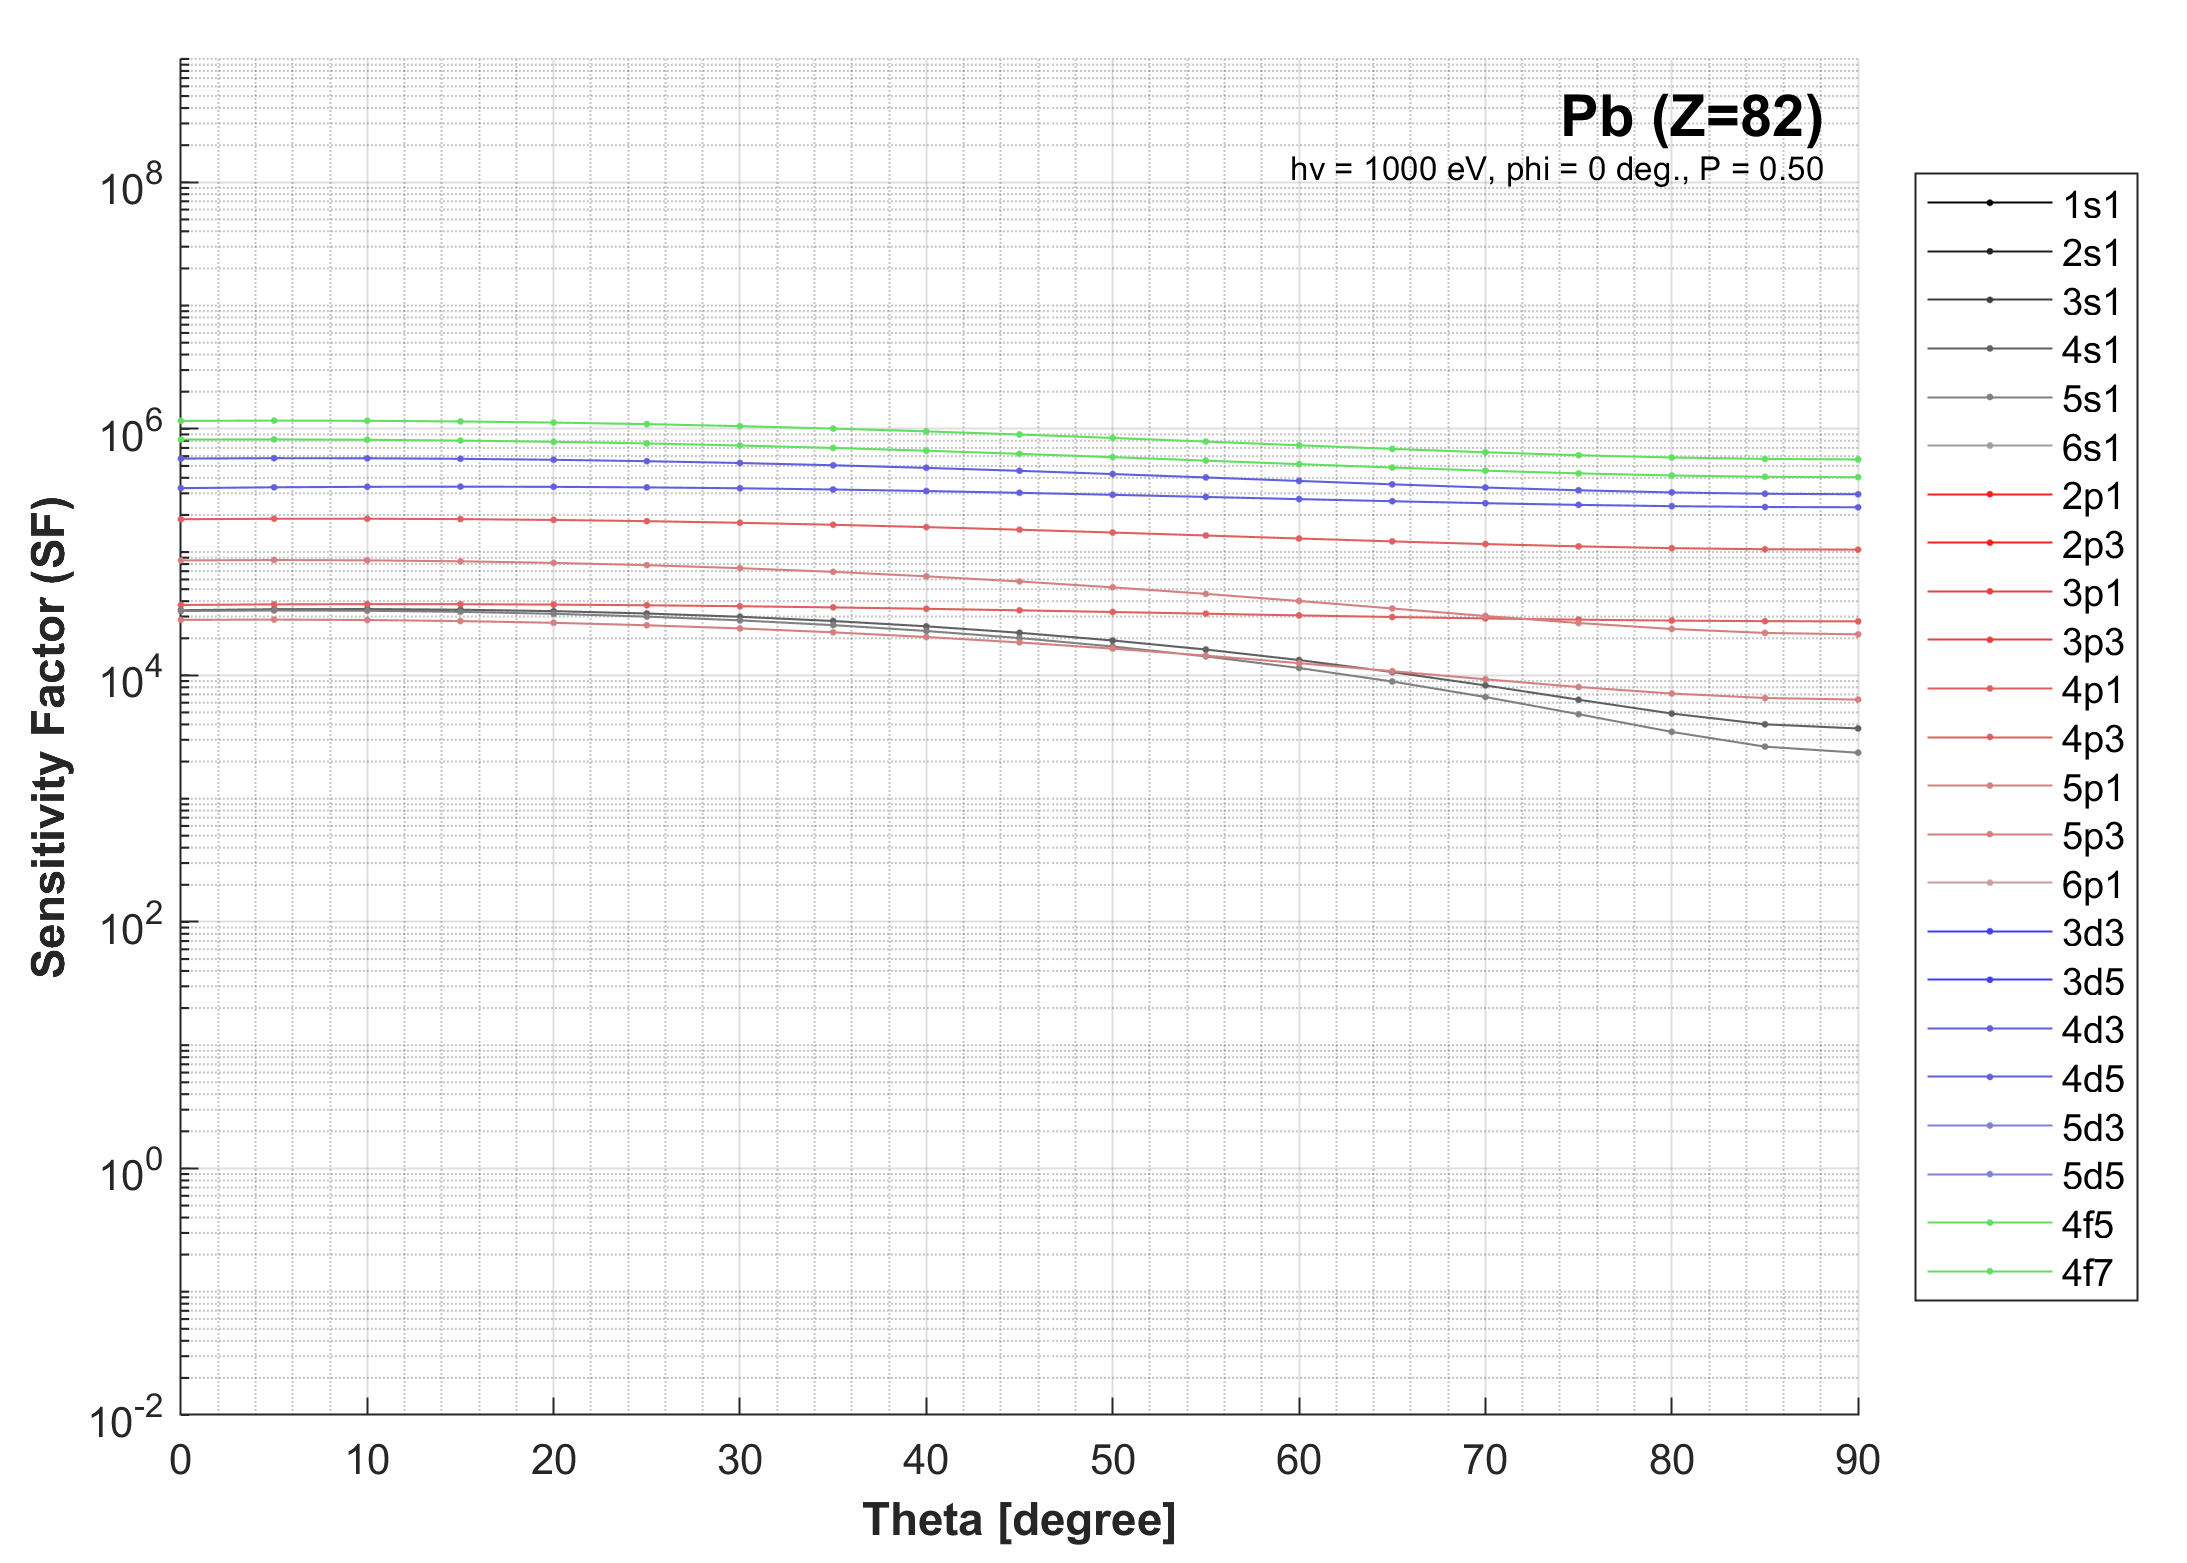 Pb (Z=82)
hv = 1000 eV, phi = 0 deg., P = 0.50
Sensitivity Factor (SF)
10^8
10^6
10^4
10^2
10^0
10^-2
0 10 20 30 40 50 60 70 80 90
Theta [degree]
1s1
2s1
3s1
4s1
5s1
6s1
2p1
2p3
3p1
3p3
4p1
4p3
5p1
5p3
6p1
3d3
3d5
4d3
4d5
5d3
5d5
4f5
4f7